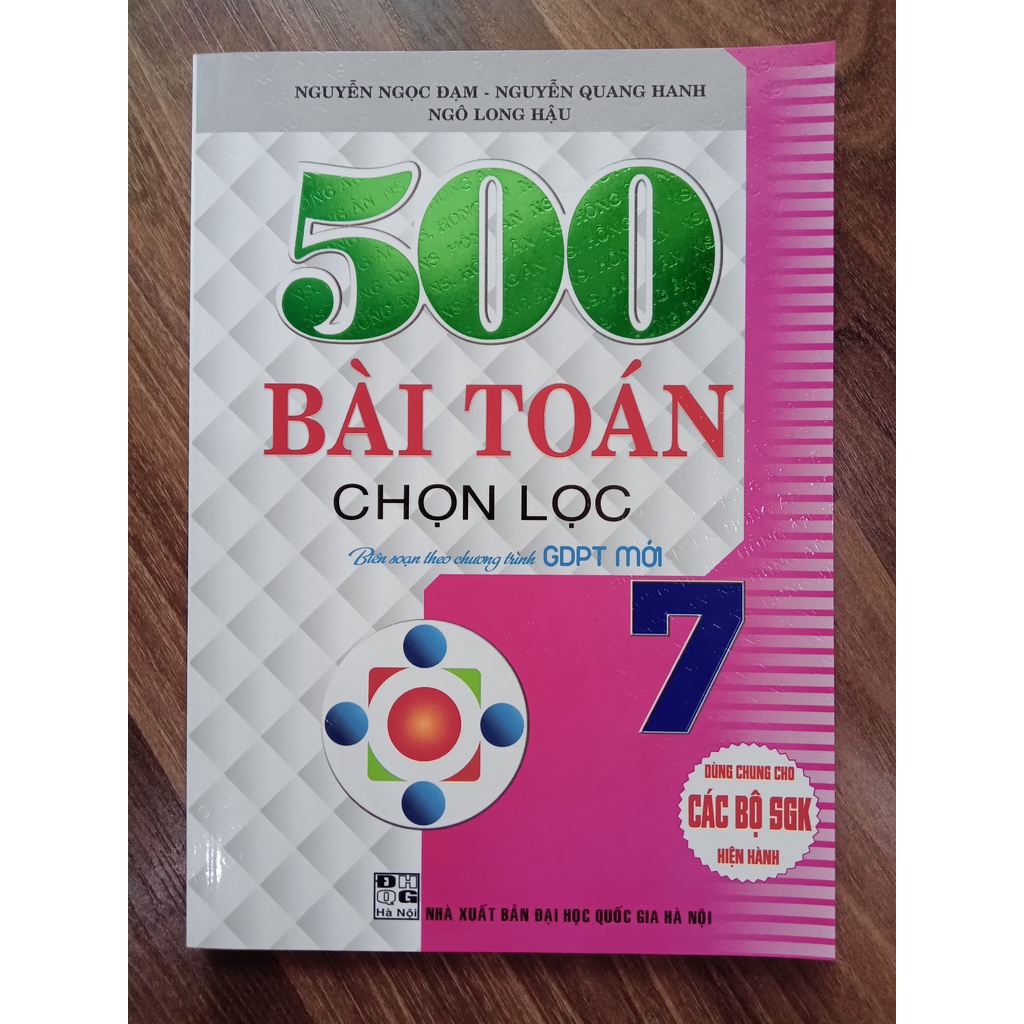 NGUYỄN NGỌC ĐẠM - NGUYỄN QUANG HANH
NGÔ LONG HẬU
500
BÀI TOÁN
CHỌN LỌC
Biên soạn theo chương trình GDPT mới
7
DÙNG CHUNG CHO
CÁC BỘ SGK
HIỆN HÀNH
ĐH
QG
Hà Nội
NHÀ XUẤT BẢN ĐẠI HỌC QUỐC GIA HÀ NỘI